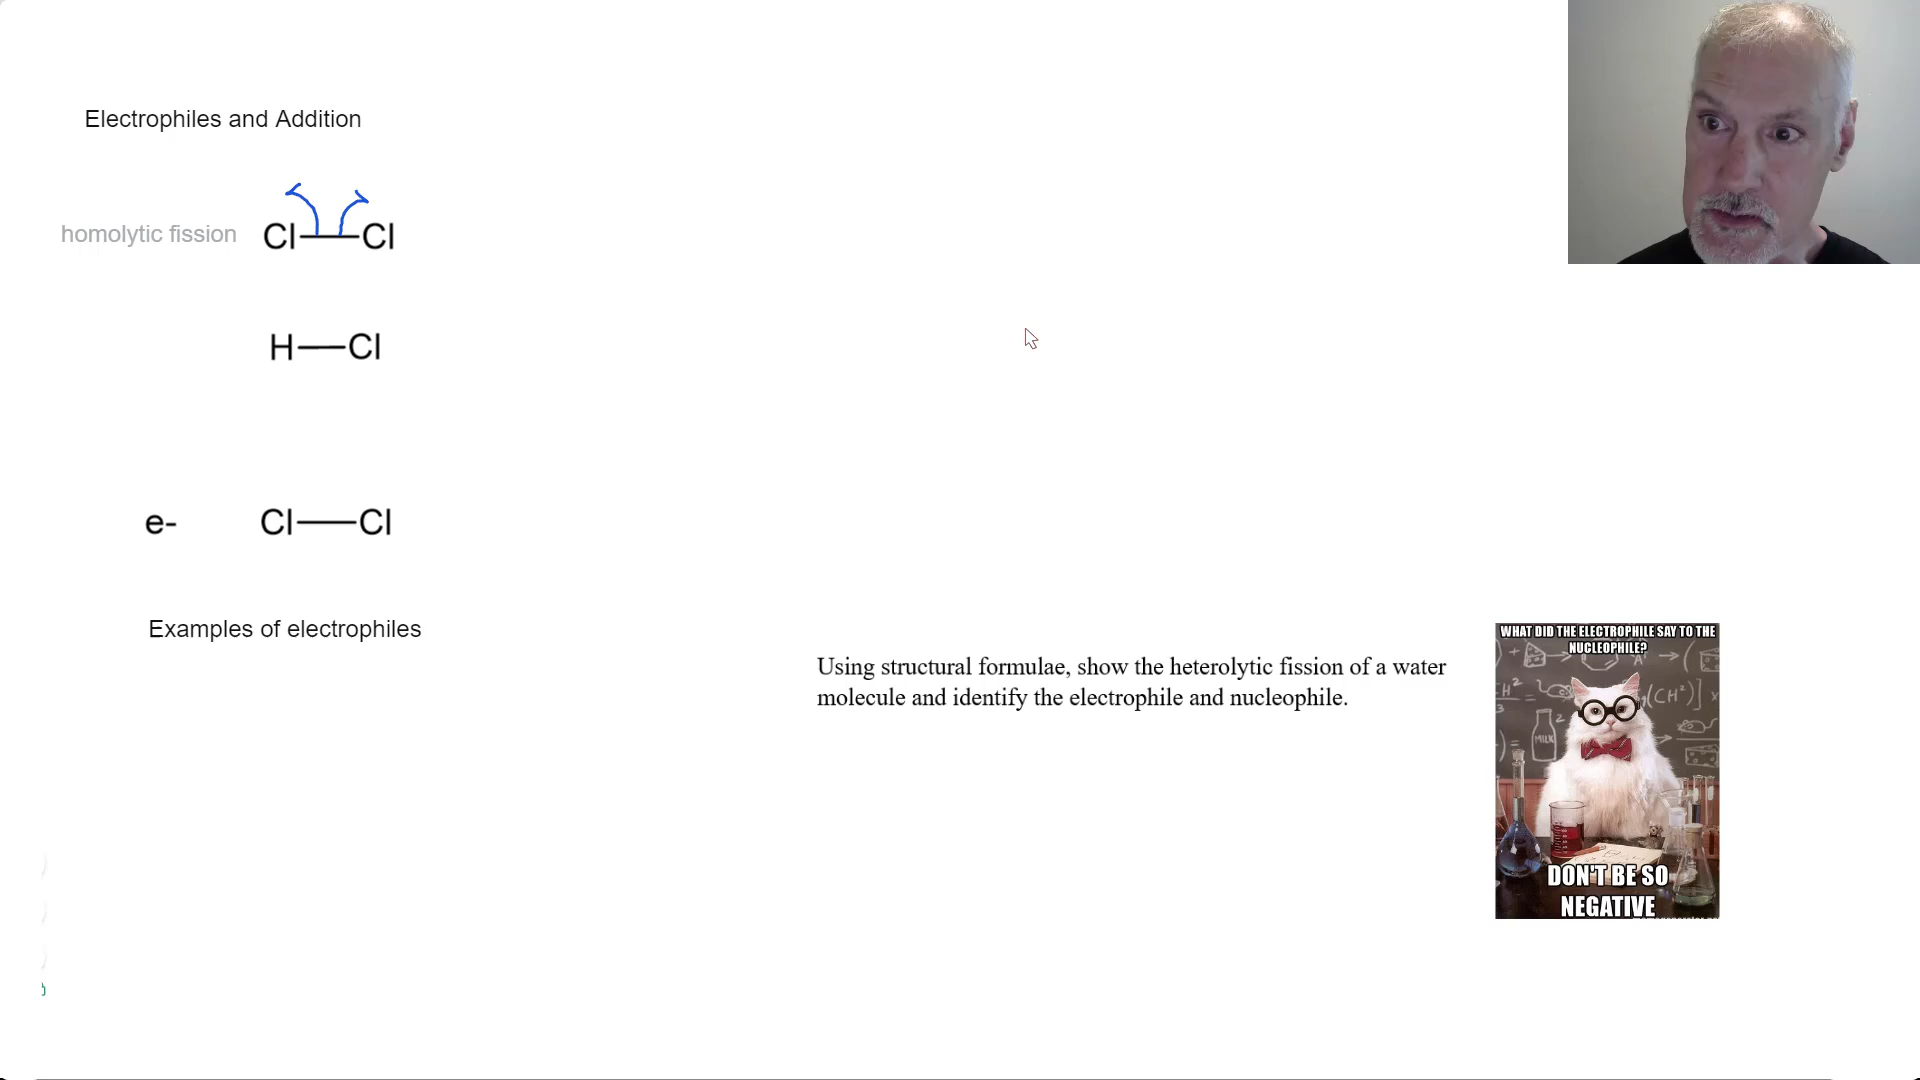 Electrophiles and Addition
homolytic fission Cl—Cl
H—Cl
e- Cl—Cl
Examples of electrophiles
Using structural formulae, show the heterolytic fission of a water
molecule and identify the electrophile and nucleophile.
WHAT DID THE ELECTROPHILE SAY TO THE
NUCLEOPHILE?
MILK
DON'T BE SO
NEGATIVE